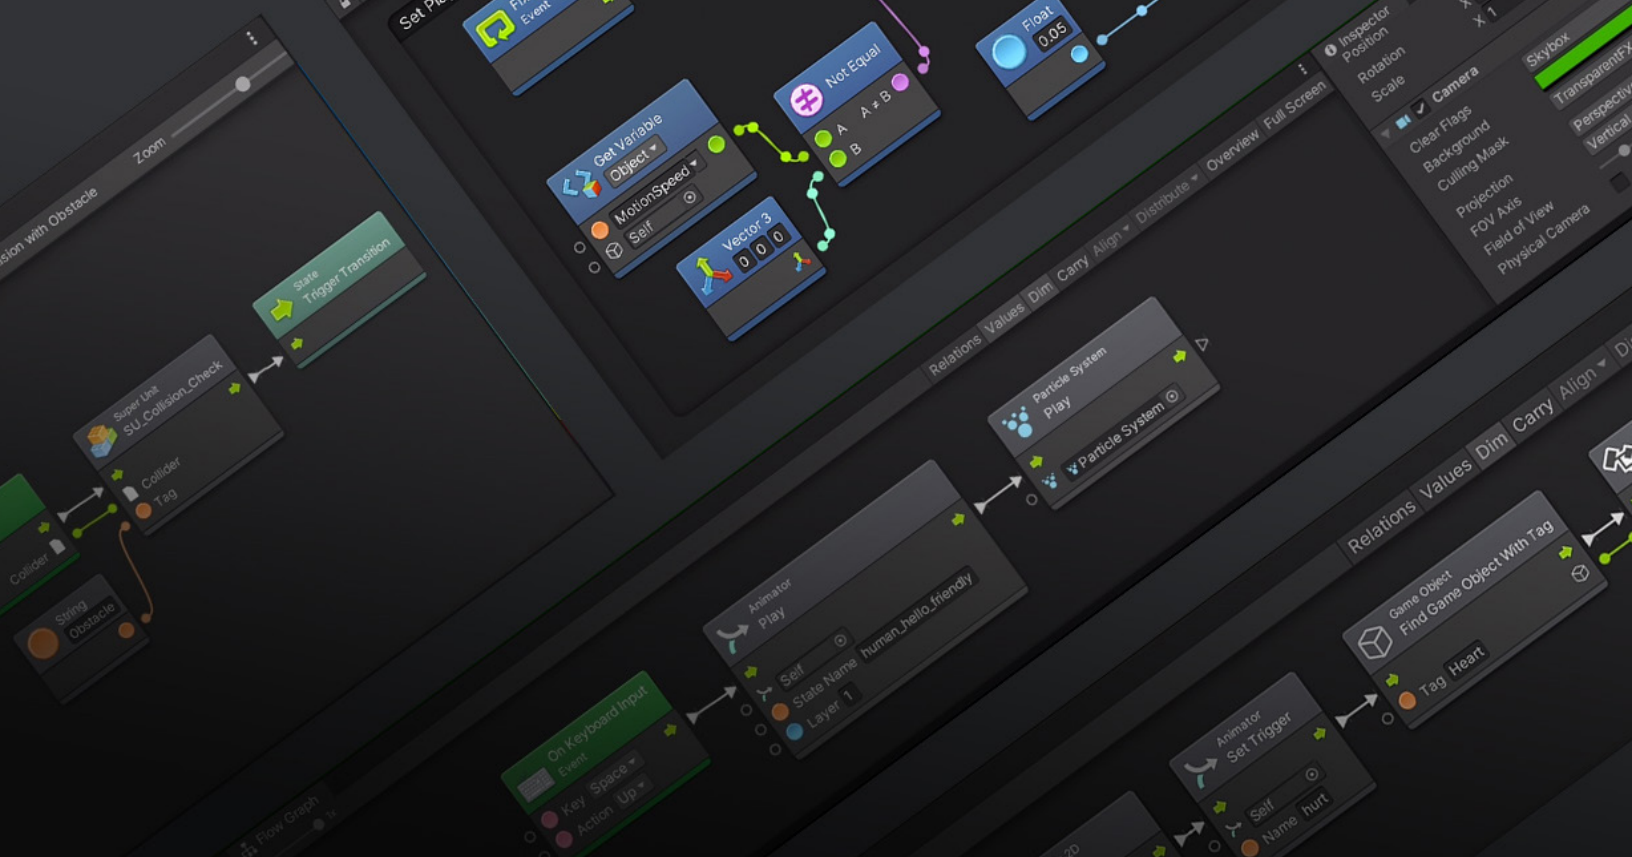 Zoom
sion with Obstacle
State
Trigger Transition
Super Unit
SU_Collision_Check
Collider
Tag
Collider
String
Obstacle
Event
Get Variable
Object
MotionSpeed
Self
Not Equal
A A ≠ B
B
Vector 3
0 0 0
Float
0.05
Inspector
Position
X
Rotation
X 1
Scale
Camera
Clear Flags
Skybox
Background
Culling Mask
TransparentFX
Projection
Perspective
FOV Axis
Vertical
Field of View
Physical Camera
Relations Values Dim Carry Align Distribute Overview Full Screen
Particle System
Play
Particle System
Animator
Play
Self
State Name human_hello_friendly
Layer 1
On Keyboard Input
Event
Key Space
Action Up
Flow Graph
1x
Relations Values Dim Carry Align
Game Object
Find Game Object With Tag
Tag Heart
Animator
Set Trigger
Self
Name hurt
2D